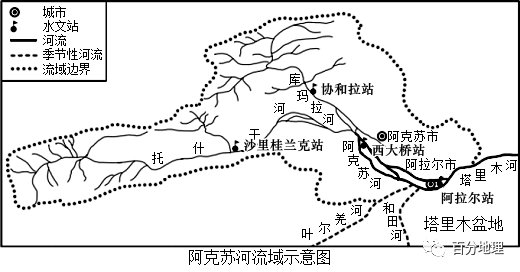 城市
水文站
河流
季节性河流
流域边界
库玛拉河
协和拉站
托什干河
沙里桂兰克站
阿克苏市
西大桥站
阿克苏河
阿拉尔市
阿拉尔站
塔里木河
叶尔羌河
和田河
塔里木盆地
百分地理
阿克苏河流域示意图